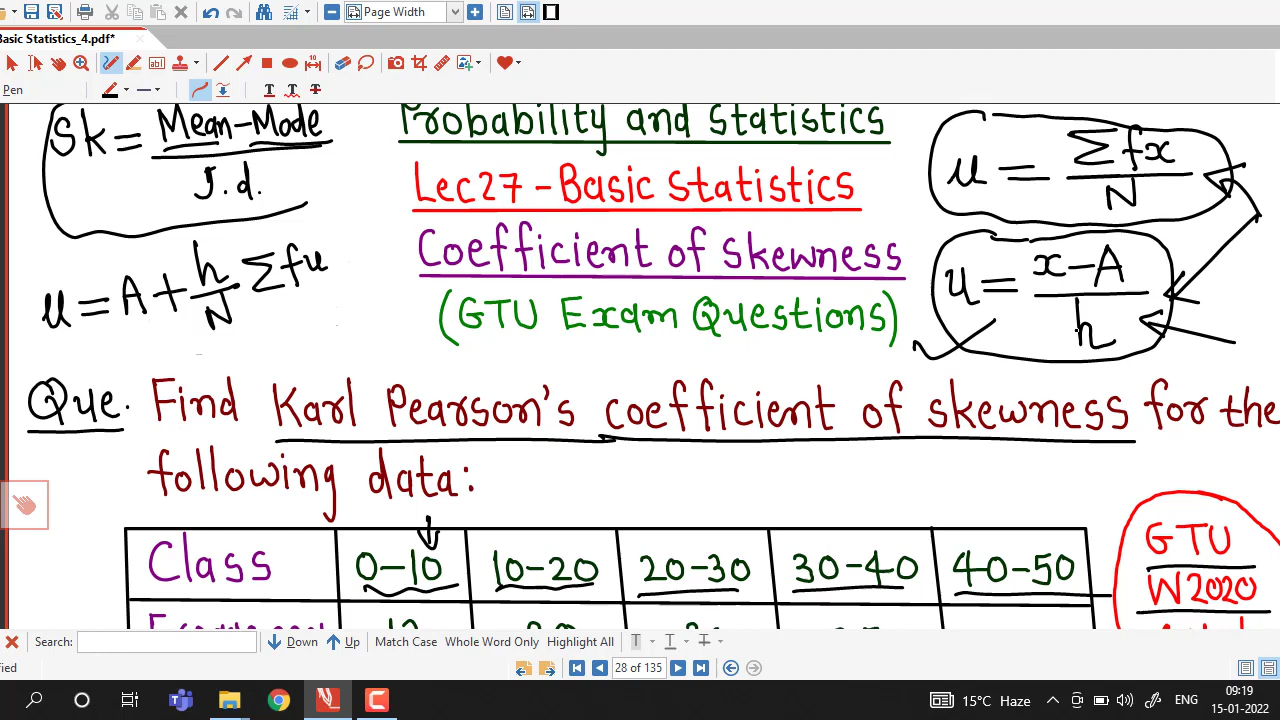 Page Width
Basic Statistics_4.pdf*
Pen
Sk = Mean - Mode / s.d.
Probability and Statistics
Lec27 - Basic Statistics
Coefficient of skewness
(GTU Exam Questions)
μ = Σfx / N
u = x - A / h
μ = A + h/N Σfu
Que. Find Karl Pearson's coefficient of skewness for the
following data:
Class 0-10 10-20 20-30 30-40 40-50
GTU
W2020
Search: Down Up Match Case Whole Word Only Highlight All T T T
fied 28 of 135
15°C Haze ENG 09:19
15-01-2022